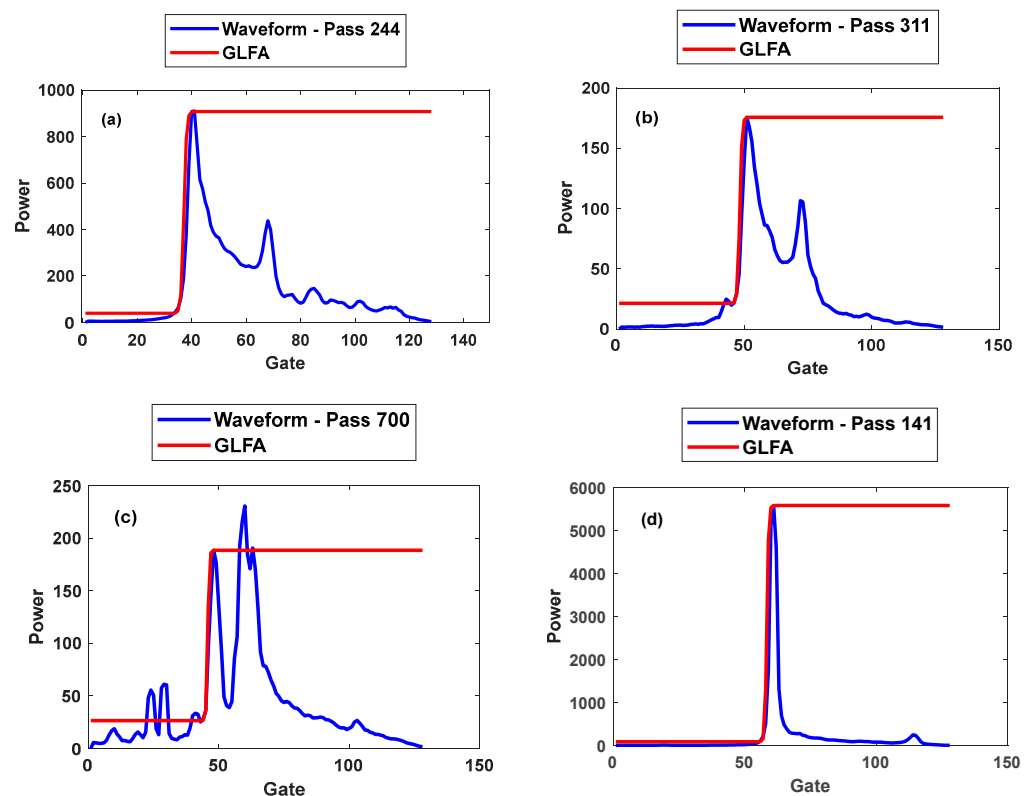 Waveform - Pass 244
GLFA
1000
(a)
800
600
400
200
0
0 20 40 60 80 100 120 140
Power
Gate
Waveform - Pass 311
GLFA
200
(b)
150
100
50
0
0 50 100 150
Power
Gate
Waveform - Pass 700
GLFA
250
(c)
200
150
100
50
0
0 50 100 150
Power
Gate
Waveform - Pass 141
GLFA
6000
(d)
5000
4000
3000
2000
1000
0
0 50 100 150
Power
Gate